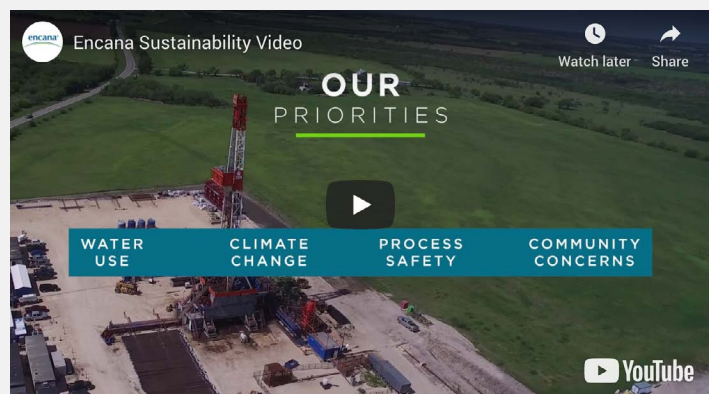 encana
Encana Sustainability Video
Watch later
Share
OUR
PRIORITIES
WATER USE
CLIMATE CHANGE
PROCESS SAFETY
COMMUNITY CONCERNS
YouTube